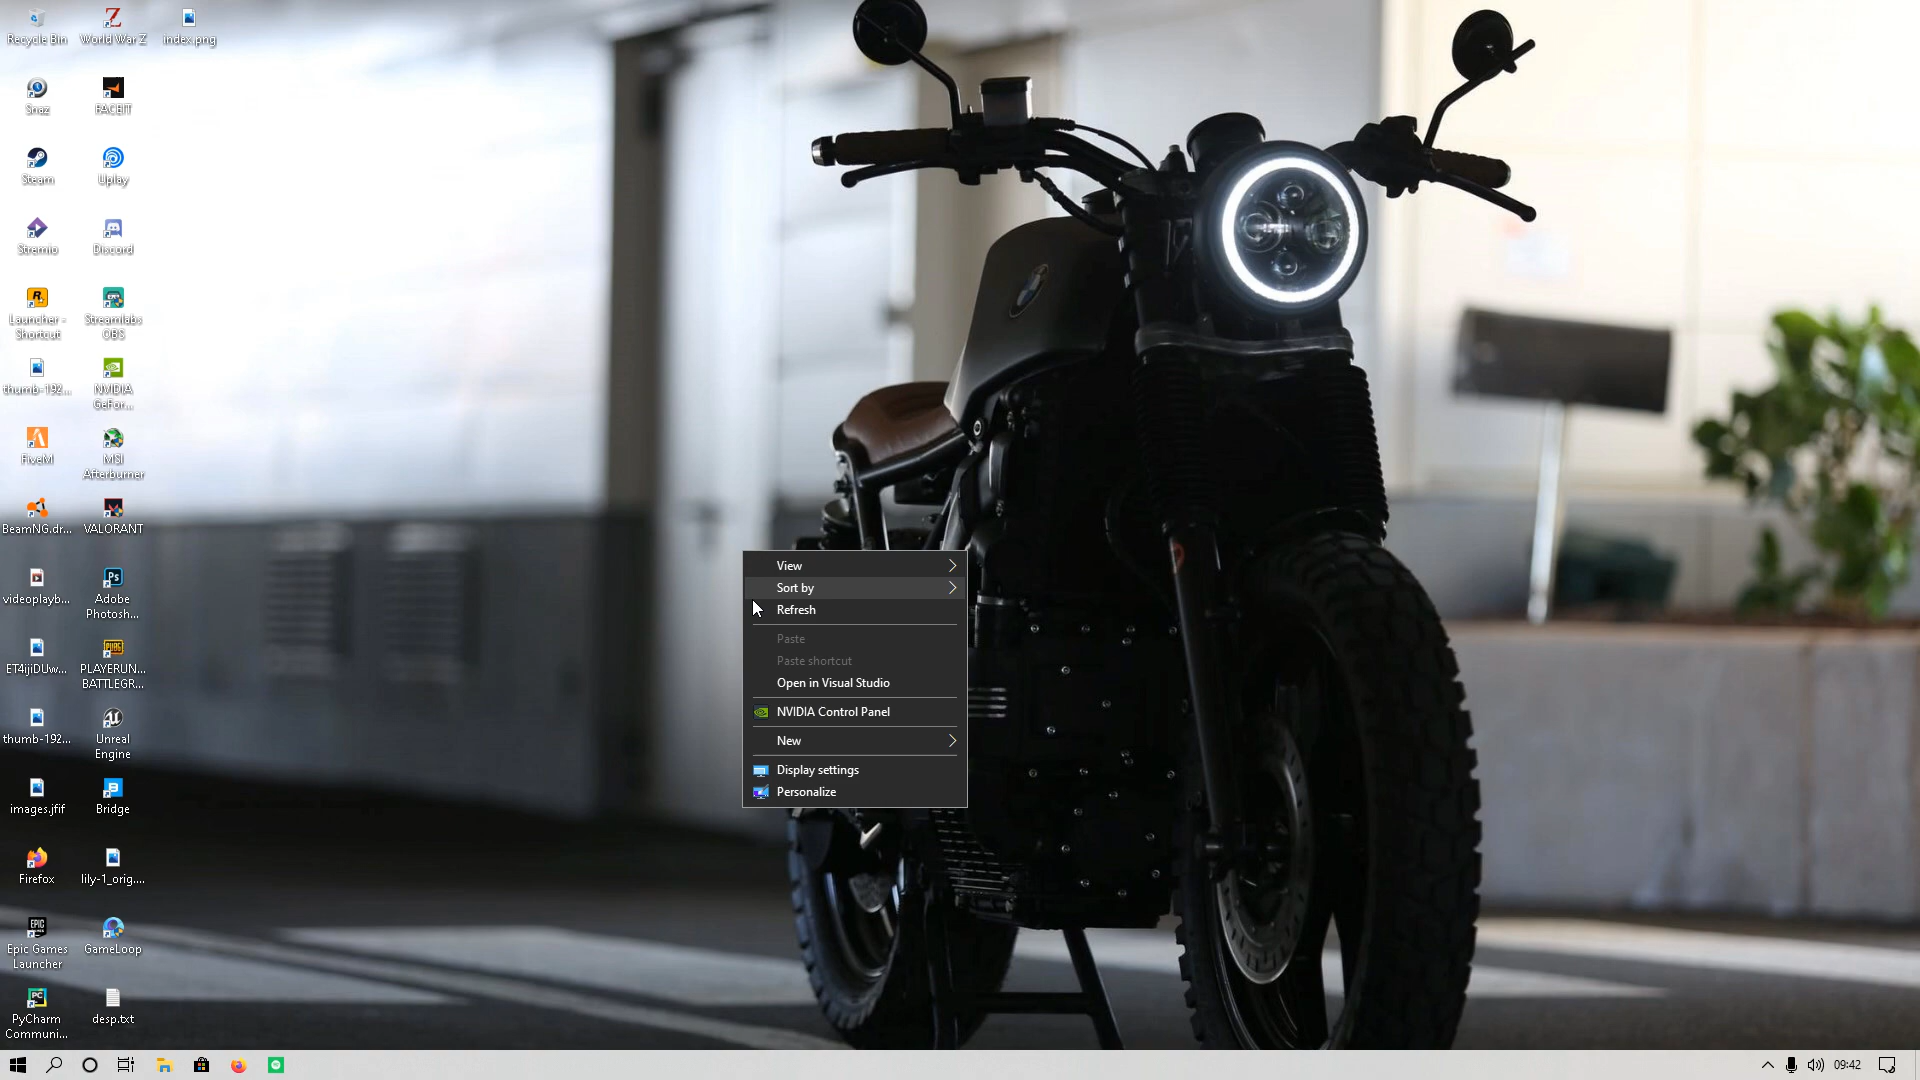 Recycle Bin
World War Z
index.png
Snaz
FACEIT
Steam
Uplay
Stremio
Discord
Launcher -
Shortcut
Streamlabs
OBS
thumb-192...
NVIDIA
GeFor...
FiveM
MSI
Afterburner
BeamNG.dr...
VALORANT
videoplayb...
Adobe
Photosh...
ET4ijiDUw...
PLAYERUN...
BATTLEGR...
thumb-192...
Unreal
Engine
images.jfif
Bridge
Firefox
lily-1_orig....
Epic Games
Launcher
GameLoop
PyCharm
Communi...
desp.txt
View
Sort by
Refresh
Paste
Paste shortcut
Open in Visual Studio
NVIDIA Control Panel
New
Display settings
Personalize
09:42